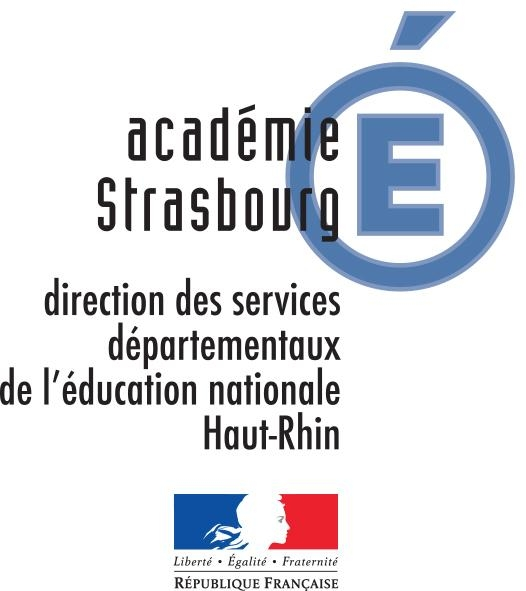 académie
Strasbourg
É
direction des services
départementaux
de l'éducation nationale
Haut-Rhin
Liberté • Égalité • Fraternité
RÉPUBLIQUE FRANÇAISE